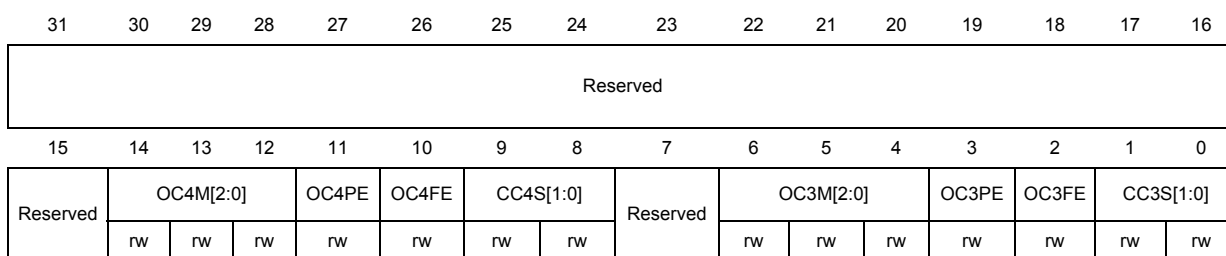 31 30 29 28 27 26 25 24 23 22 21 20 19 18 17 16
Reserved
15 14 13 12 11 10 9 8 7 6 5 4 3 2 1 0
Reserved OC4M[2:0] OC4PE OC4FE CC4S[1:0] Reserved OC3M[2:0] OC3PE OC3FE CC3S[1:0]
rw rw rw rw rw rw rw rw rw rw rw rw rw rw